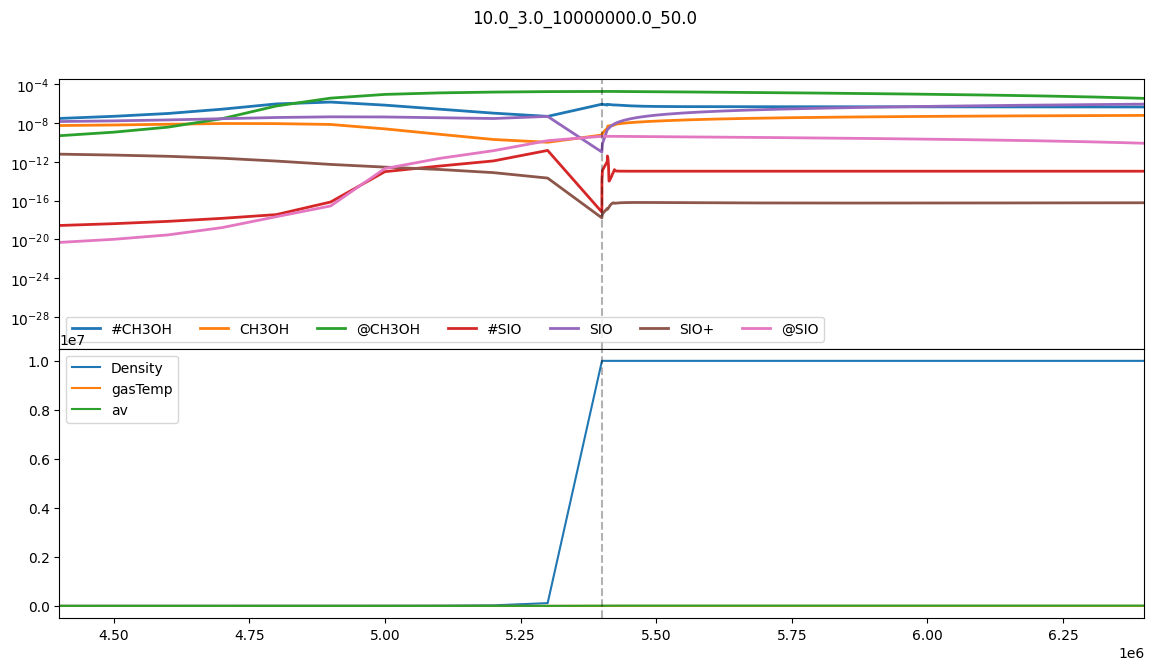 10.0_3.0_10000000.0_50.0
10⁻⁴
10⁻⁸
10⁻¹²
10⁻¹⁶
10⁻²⁰
10⁻²⁴
10⁻²⁸
#CH3OH CH3OH @CH3OH #SIO SIO SIO+ @SIO
1e7
1.0
0.8
0.6
0.4
0.2
0.0
Density
gasTemp
av
4.50 4.75 5.00 5.25 5.50 5.75 6.00 6.25
1e6